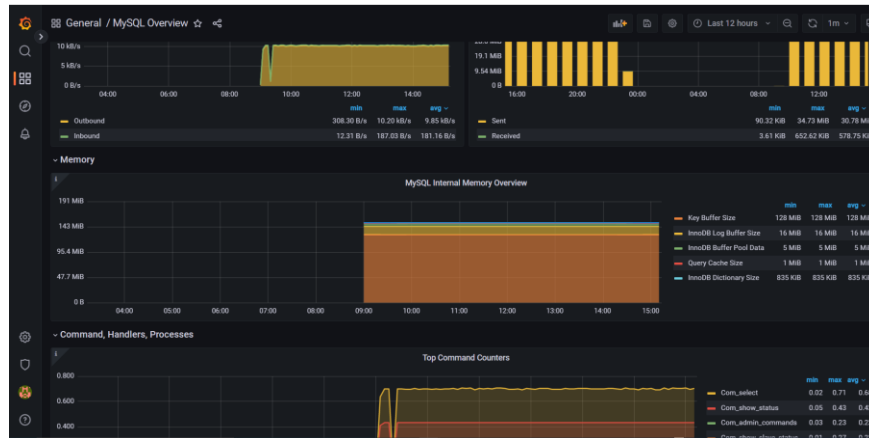 General / MySQL Overview
Last 12 hours
1m
10 kB/s
5 kB/s
0 B/s
04:00 06:00 08:00 10:00 12:00 14:00
min max avg
Outbound 308.30 B/s 10.20 kB/s 9.85 kB/s
Inbound 12.31 B/s 187.03 B/s 181.16 B/s
19.1 MiB
9.54 MiB
0 B
16:00 20:00 00:00 04:00 08:00 12:00
min max avg
Sent 90.32 KiB 34.73 MiB 30.78
Received 3.61 KiB 652.62 KiB 578.75
Memory
MySQL Internal Memory Overview
191 MiB
143 MiB
95.4 MiB
47.7 MiB
0 B
04:00 05:00 06:00 07:00 08:00 09:00 10:00 11:00 12:00 13:00 14:00 15:00
min max avg
Key Buffer Size 128 MiB 128 MiB 128
InnoDB Log Buffer Size 16 MiB 16 MiB 16
InnoDB Buffer Pool Data 5 MiB 5 MiB 5
Query Cache Size 1 MiB 1 MiB 1
InnoDB Dictionary Size 835 KiB 835 KiB 835
Command, Handlers, Processes
Top Command Counters
0.800
0.600
0.400
min max avg
Com_select 0.02 0.71
Com_show_status 0.05 0.43
Com_admin_commands 0.03 0.23